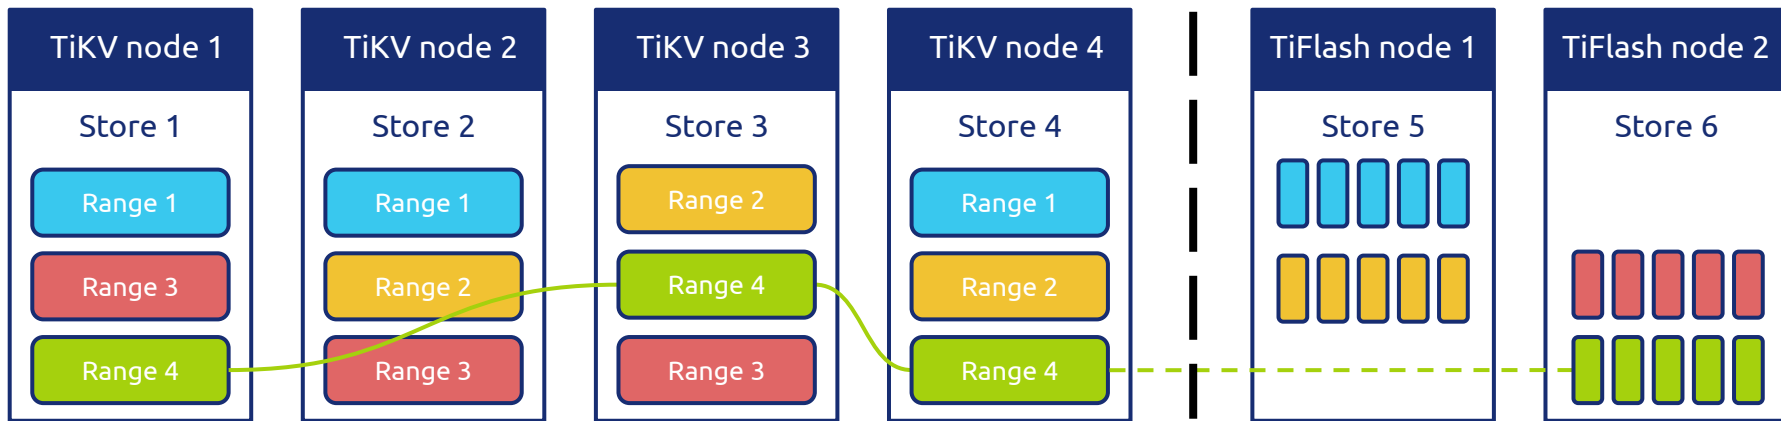 TiKV node 1
Store 1
Range 1
Range 3
Range 4
TiKV node 2
Store 2
Range 1
Range 2
Range 3
TiKV node 3
Store 3
Range 2
Range 4
Range 3
TiKV node 4
Store 4
Range 1
Range 2
Range 4
TiFlash node 1
Store 5
TiFlash node 2
Store 6